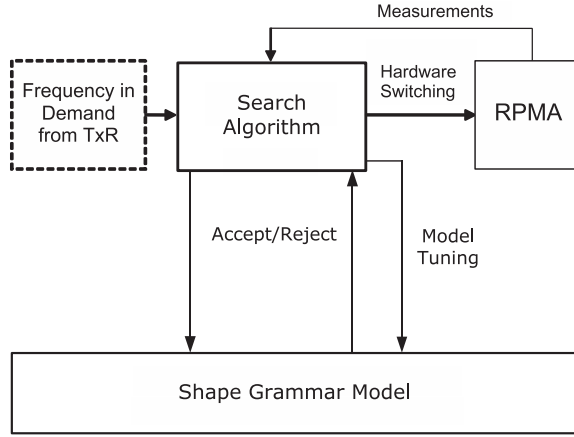 Measurements
Frequency in
Demand
from TxR
Search
Algorithm
Hardware
Switching
RPMA
Accept/Reject
Model
Tuning
Shape Grammar Model